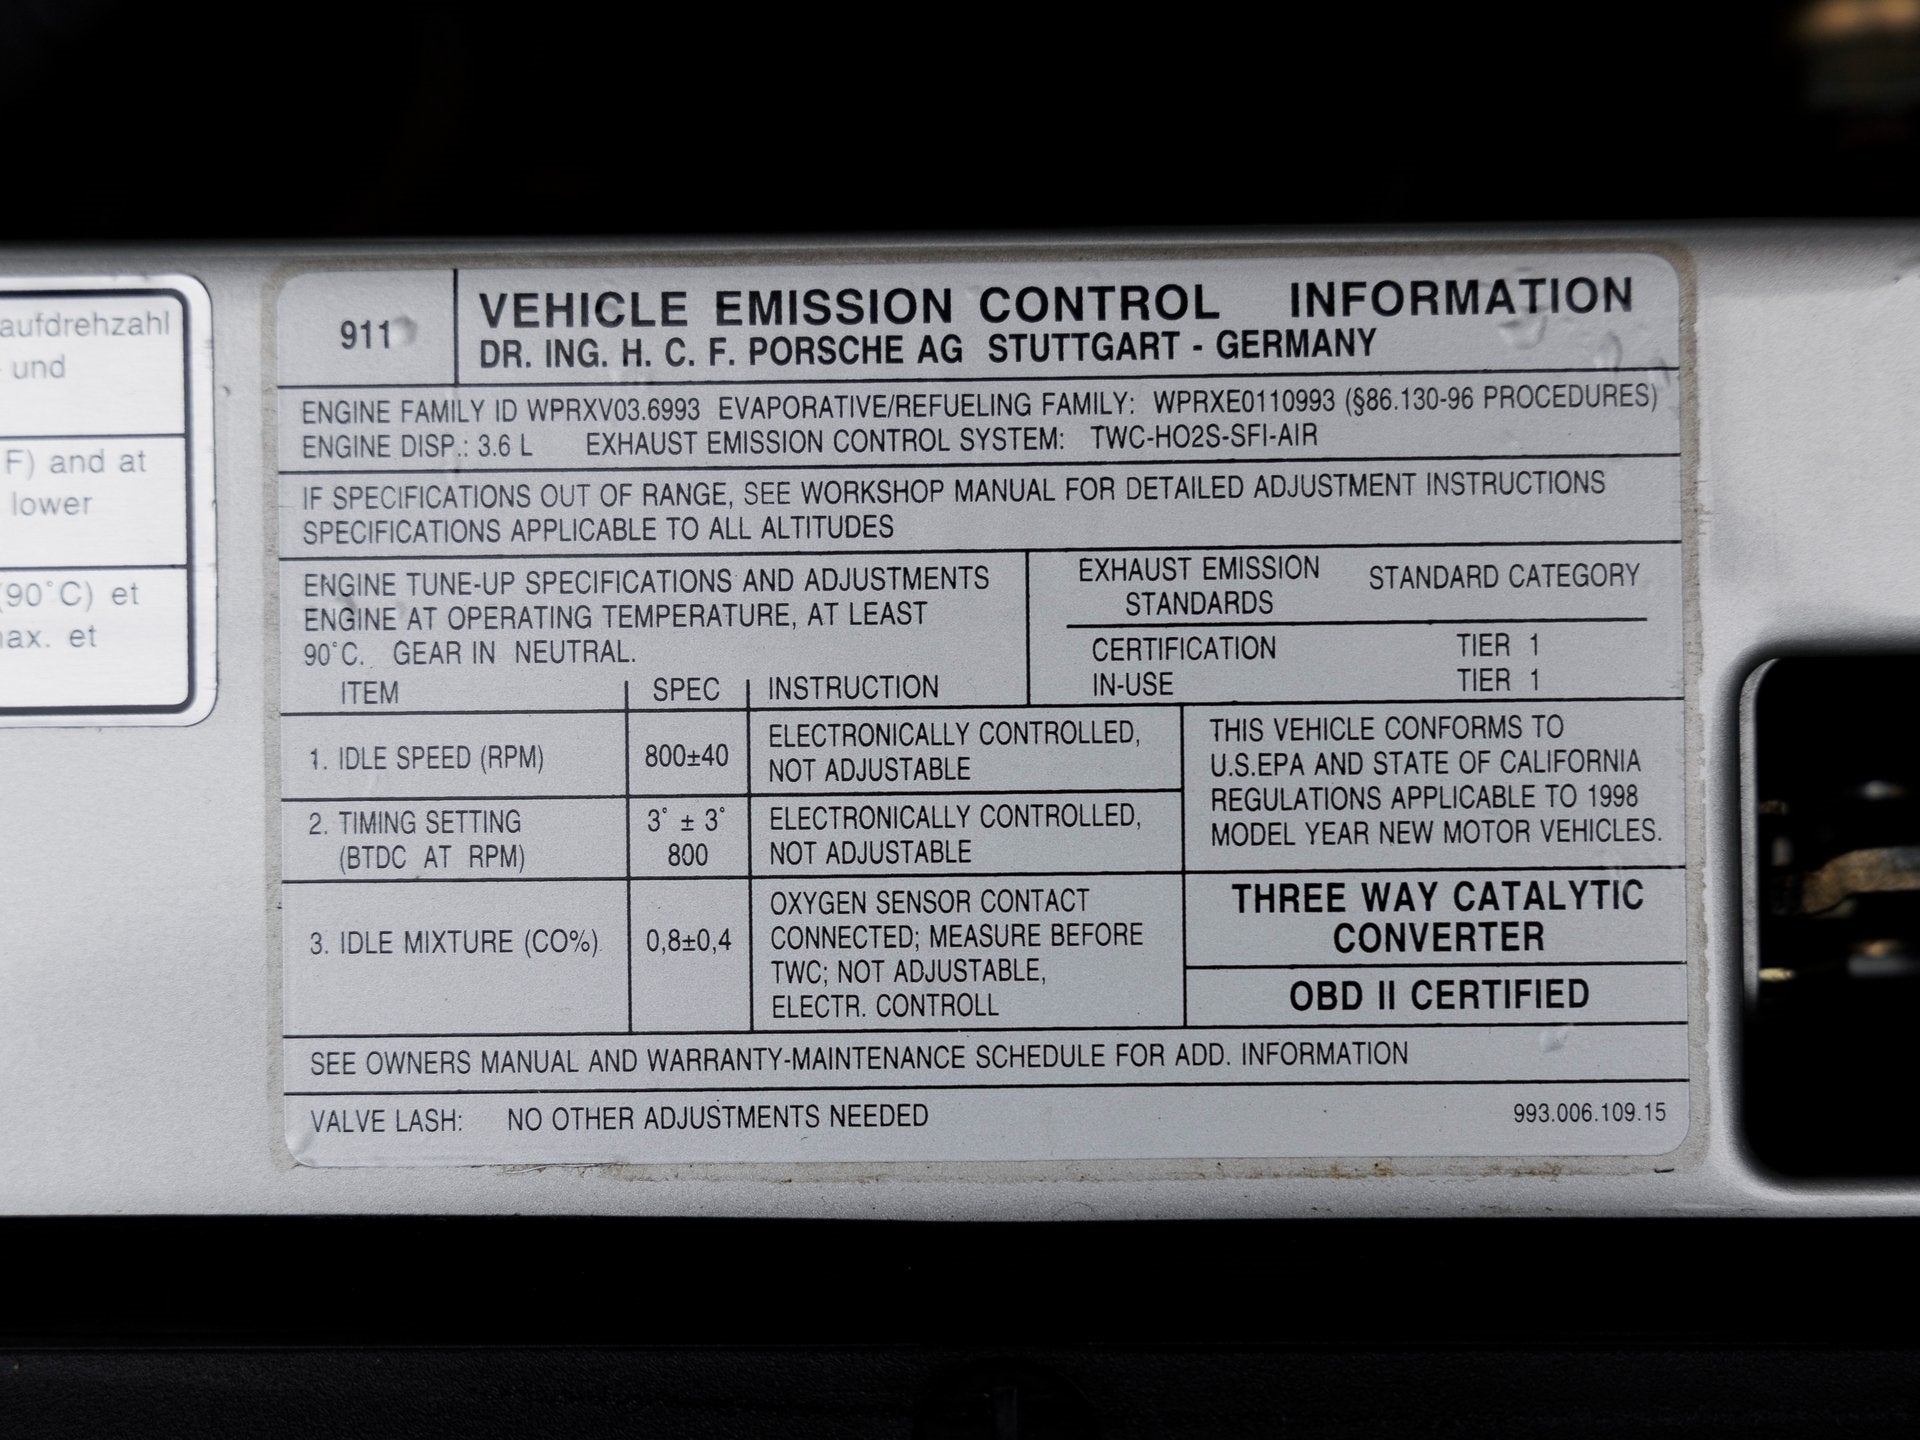 aufdrehzahl
und
F) and at
lower
(90°C) et
max. et
911
VEHICLE EMISSION CONTROL INFORMATION
DR. ING. H. C. F. PORSCHE AG STUTTGART - GERMANY
ENGINE FAMILY ID WPRXV03.6993 EVAPORATIVE/REFUELING FAMILY: WPRXE0110993 (§86.130-96 PROCEDURES)
ENGINE DISP.: 3.6 L EXHAUST EMISSION CONTROL SYSTEM: TWC-HO2S-SFI-AIR
IF SPECIFICATIONS OUT OF RANGE, SEE WORKSHOP MANUAL FOR DETAILED ADJUSTMENT INSTRUCTIONS
SPECIFICATIONS APPLICABLE TO ALL ALTITUDES
ENGINE TUNE-UP SPECIFICATIONS AND ADJUSTMENTS
ENGINE AT OPERATING TEMPERATURE, AT LEAST
90°C. GEAR IN NEUTRAL.
EXHAUST EMISSION STANDARD CATEGORY
STANDARDS
CERTIFICATION TIER 1
IN-USE TIER 1
ITEM SPEC INSTRUCTION
1. IDLE SPEED (RPM) 800±40 ELECTRONICALLY CONTROLLED,
NOT ADJUSTABLE
2. TIMING SETTING 3° ± 3° ELECTRONICALLY CONTROLLED,
(BTDC AT RPM) 800 NOT ADJUSTABLE
3. IDLE MIXTURE (CO%) 0,8±0,4 OXYGEN SENSOR CONTACT
CONNECTED; MEASURE BEFORE
TWC; NOT ADJUSTABLE,
ELECTR. CONTROLL
THIS VEHICLE CONFORMS TO
U.S.EPA AND STATE OF CALIFORNIA
REGULATIONS APPLICABLE TO 1998
MODEL YEAR NEW MOTOR VEHICLES.
THREE WAY CATALYTIC
CONVERTER
OBD II CERTIFIED
SEE OWNERS MANUAL AND WARRANTY-MAINTENANCE SCHEDULE FOR ADD. INFORMATION
VALVE LASH: NO OTHER ADJUSTMENTS NEEDED 993.006.109.15